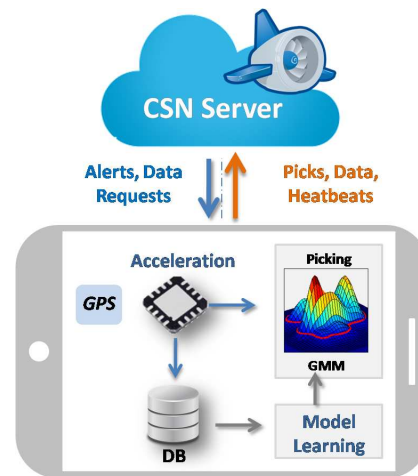 CSN Server
Alerts, Data
Requests
Picks, Data,
Heatbeats
Acceleration
Picking
GPS
GMM
DB
Model
Learning